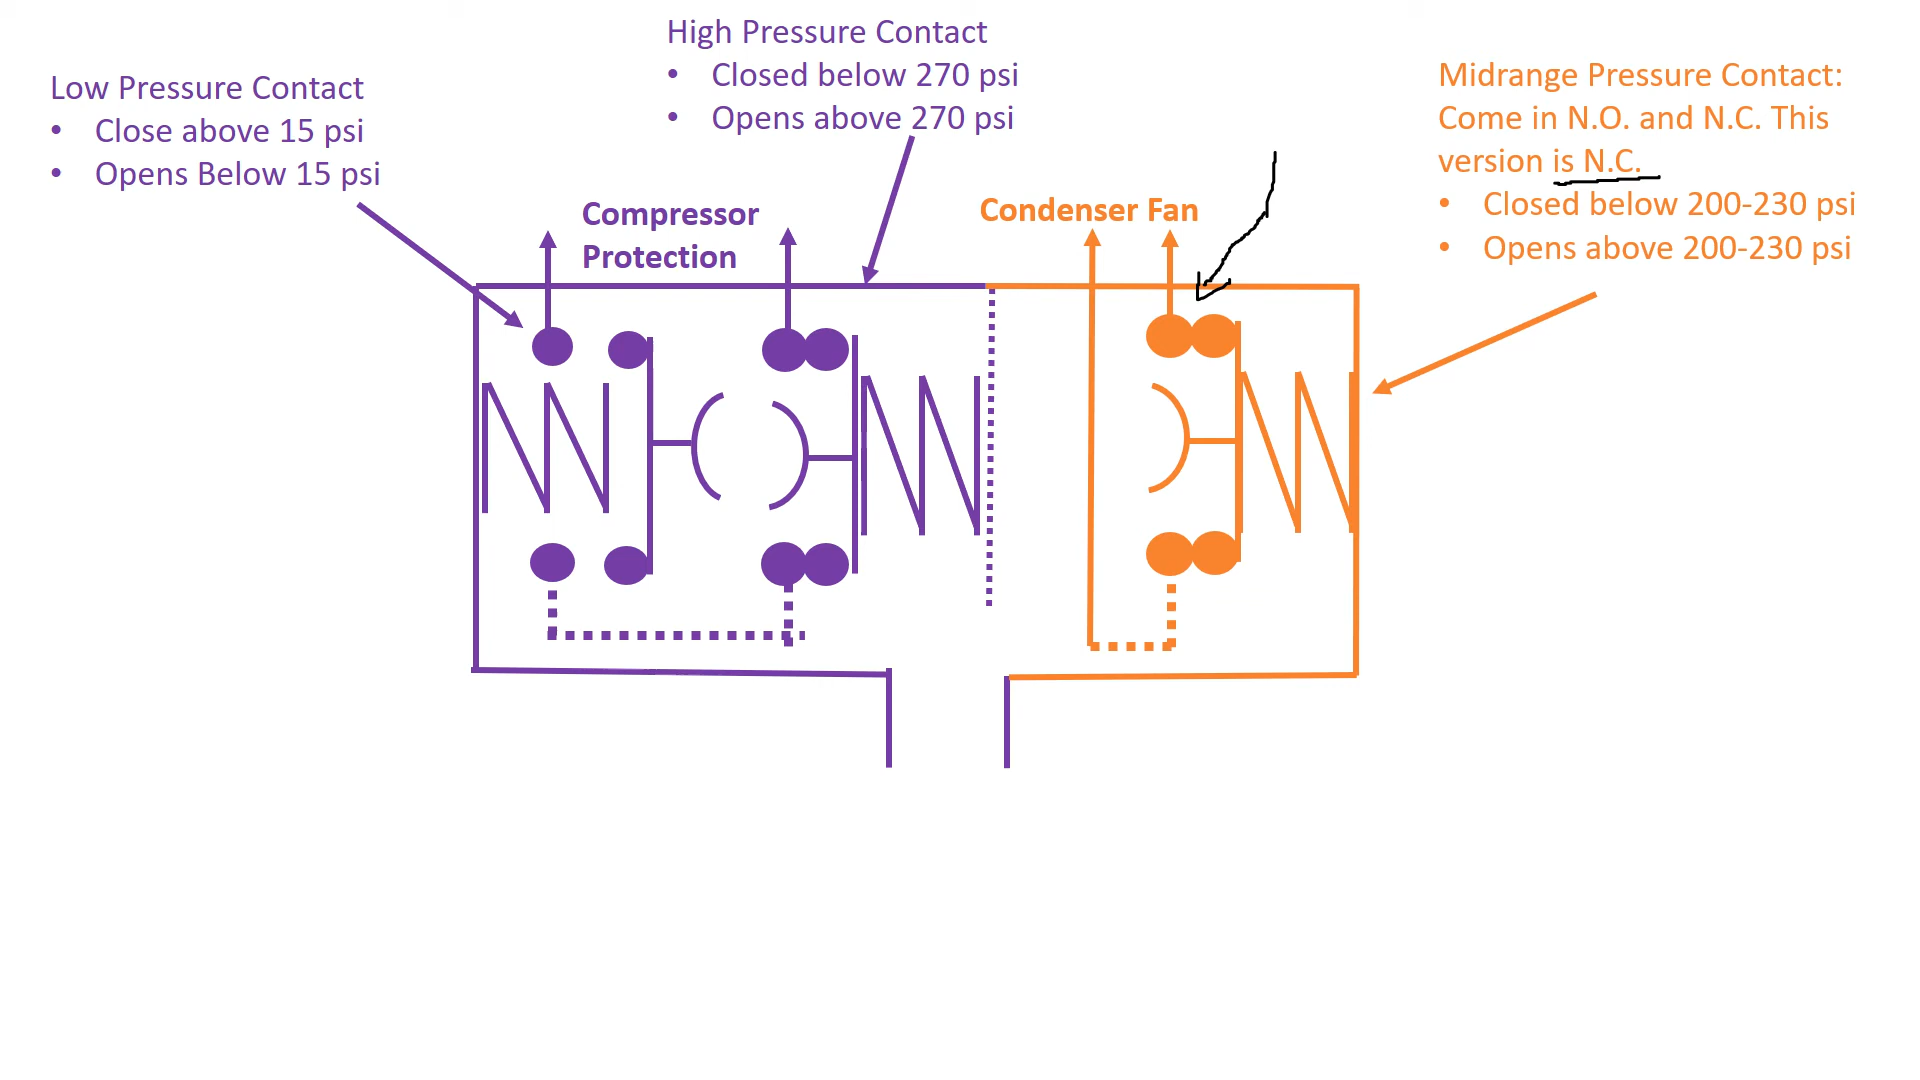 High Pressure Contact
• Closed below 270 psi
• Opens above 270 psi
Low Pressure Contact
• Close above 15 psi
• Opens Below 15 psi
Midrange Pressure Contact:
Come in N.O. and N.C. This
version is N.C.
• Closed below 200-230 psi
• Opens above 200-230 psi
Compressor
Protection
Condenser Fan